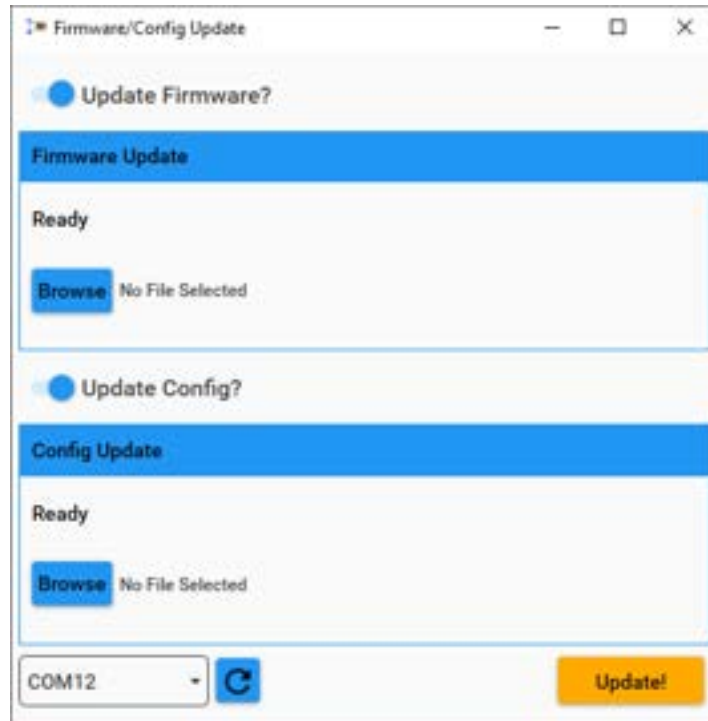 Firmware/Config Update
Update Firmware?
Firmware Update
Ready
Browse No File Selected
Update Config?
Config Update
Ready
Browse No File Selected
COM12
Update!